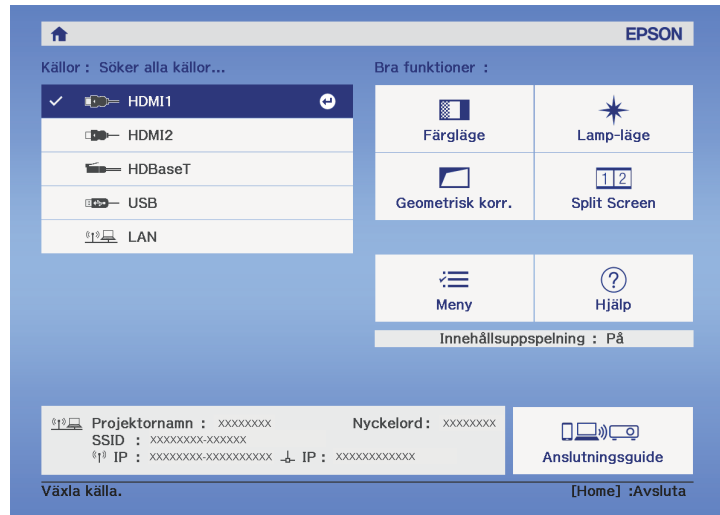 EPSON
Källor : Söker alla källor...
HDMI1
HDMI2
HDBaseT
USB
LAN
Bra funktioner :
Färgläge
Lamp-läge
Geometrisk korr.
1 2
Split Screen
Meny
? 
Hjälp
Innehållsuppspelning : På
Projektornamn : xxxxxxxx Nyckelord : xxxxxxxx
SSID : xxxxxxxx-xxxxxx
IP : xxxxxxxx-xxxxxxxxxx IP : xxxxxxxxxxxx
Anslutningsguide
Växla källa. [Home] :Avsluta